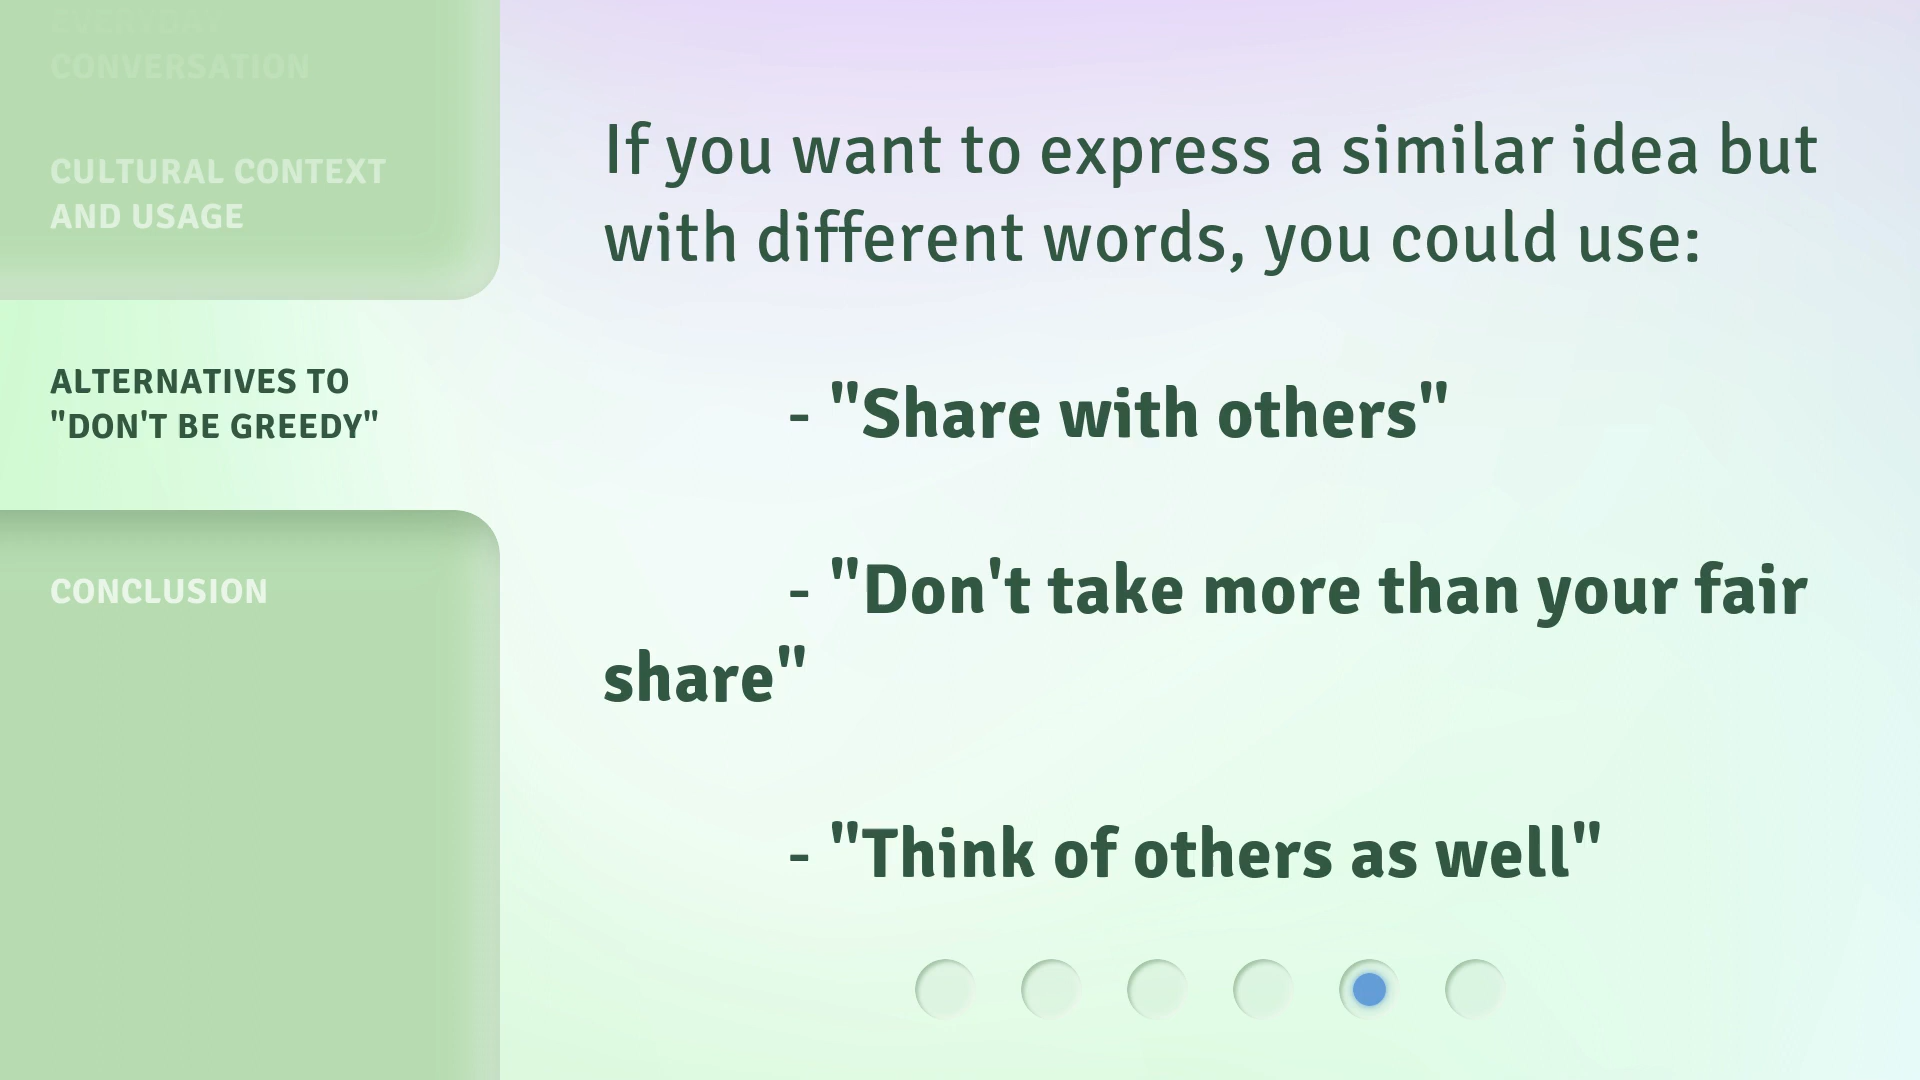 EVERYDAY
CONVERSATION
CULTURAL CONTEXT
AND USAGE
ALTERNATIVES TO
"DON'T BE GREEDY"
CONCLUSION
If you want to express a similar idea but
with different words, you could use:
- "Share with others"
- "Don't take more than your fair
share"
- "Think of others as well"